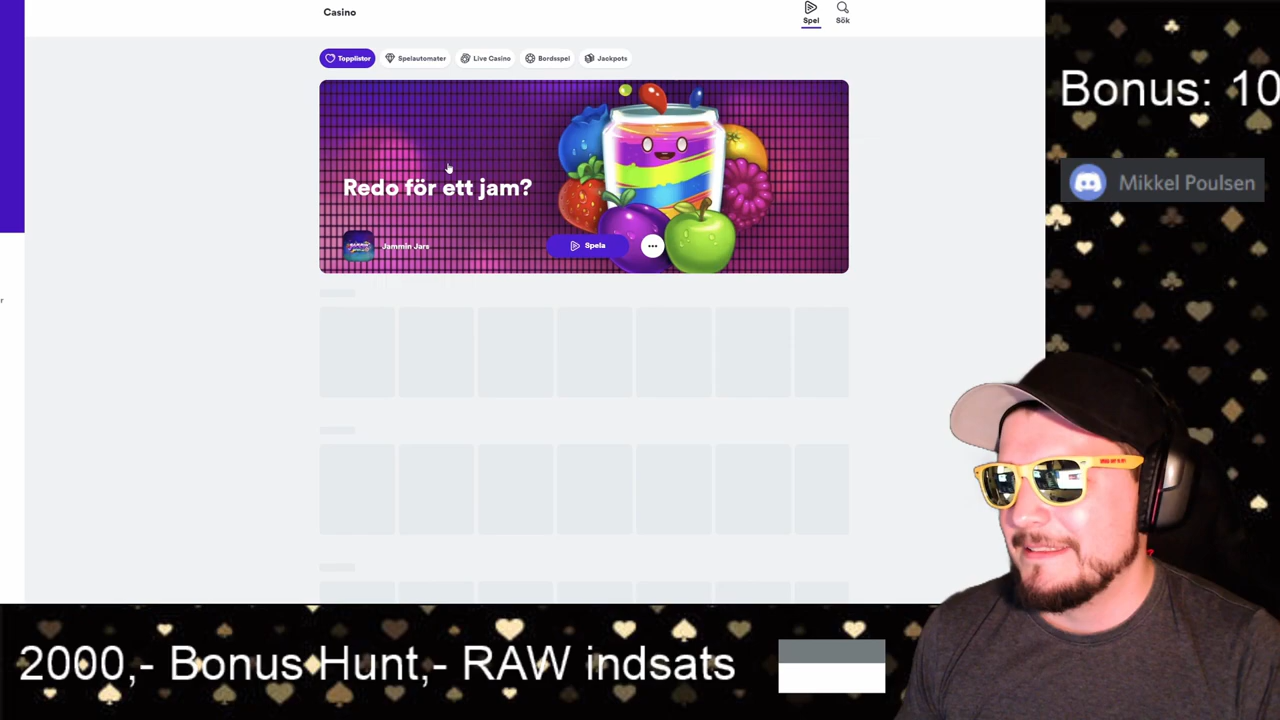 Casino
Spel
Sök
Topplistor
Spelautomater
Live Casino
Bordsspel
Jackpots
Redo för ett jam?
Jammin Jars
Spela
r
Bonus: 10
Mikkel Poulsen
2000,- Bonus Hunt,- RAW indsats